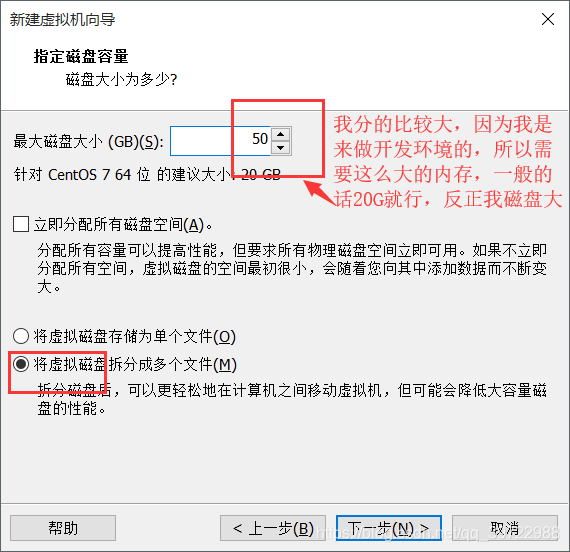 新建虚拟机向导
指定磁盘容量
磁盘大小为多少?
最大磁盘大小 (GB)(S):
50
我分的比较大，因为我是
来做开发环境的，所以需
要这么大的内存，一般的
话20G就行，反正我磁盘大
针对 CentOS 7 64 位 的建议大小: 20 GB
立即分配所有磁盘空间(A)。
分配所有容量可以提高性能，但要求所有物理磁盘空间立即可用。如果不立即
分配所有空间，虚拟磁盘的空间最初很小，会随着您向其中添加数据而不断变
大。
将虚拟磁盘存储为单个文件(O)
将虚拟磁盘拆分成多个文件(M)
拆分磁盘后，可以更轻松地在计算机之间移动虚拟机，但可能会降低大容量磁
盘的性能。
帮助
< 上一步(B)
下一步(N) >
取消